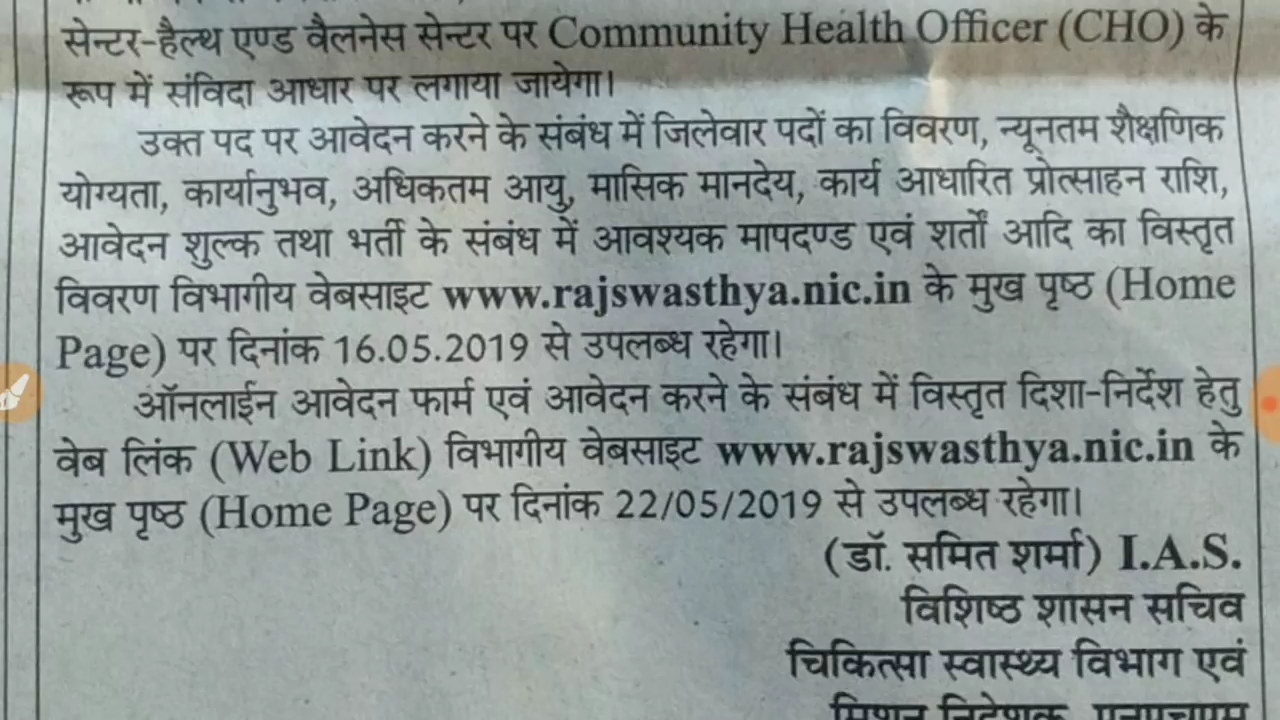 सेन्टर-हैल्थ एण्ड वैलनेस सेन्टर पर Community Health Officer (CHO) के
रूप में संविदा आधार पर लगाया जायेगा।
उक्त पद पर आवेदन करने के संबंध में जिलेवार पदों का विवरण, न्यूनतम शैक्षणिक
योग्यता, कार्यानुभव, अधिकतम आयु, मासिक मानदेय, कार्य आधारित प्रोत्साहन राशि,
आवेदन शुल्क तथा भर्ती के संबंध में आवश्यक मापदण्ड एवं शर्तों आदि का विस्तृत
विवरण विभागीय वेबसाइट www.rajswasthya.nic.in के मुख पृष्ठ (Home
Page) पर दिनांक 16.05.2019 से उपलब्ध रहेगा।
ऑनलाईन आवेदन फार्म एवं आवेदन करने के संबंध में विस्तृत दिशा-निर्देश हेतु
वेब लिंक (Web Link) विभागीय वेबसाइट www.rajswasthya.nic.in के
मुख पृष्ठ (Home Page) पर दिनांक 22/05/2019 से उपलब्ध रहेगा।
(डॉ. समित शर्मा) I.A.S.
विशिष्ठ शासन सचिव
चिकित्सा स्वास्थ्य विभाग एवं
मिशन निदेशक, एनएचएम